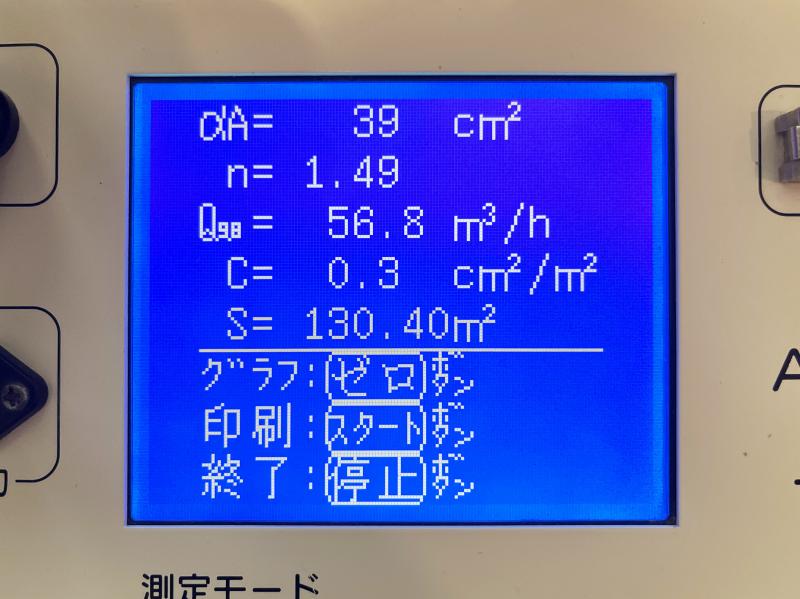 αA= 39 cm²
n= 1.49
Q9.8= 56.8 m³/h
C= 0.3 cm²/m²
S= 130.40m²
グラフ:(ゼロ)ボタン
印刷:(スタート)ボタン
終了:(停止)ボタン
測定モード
A